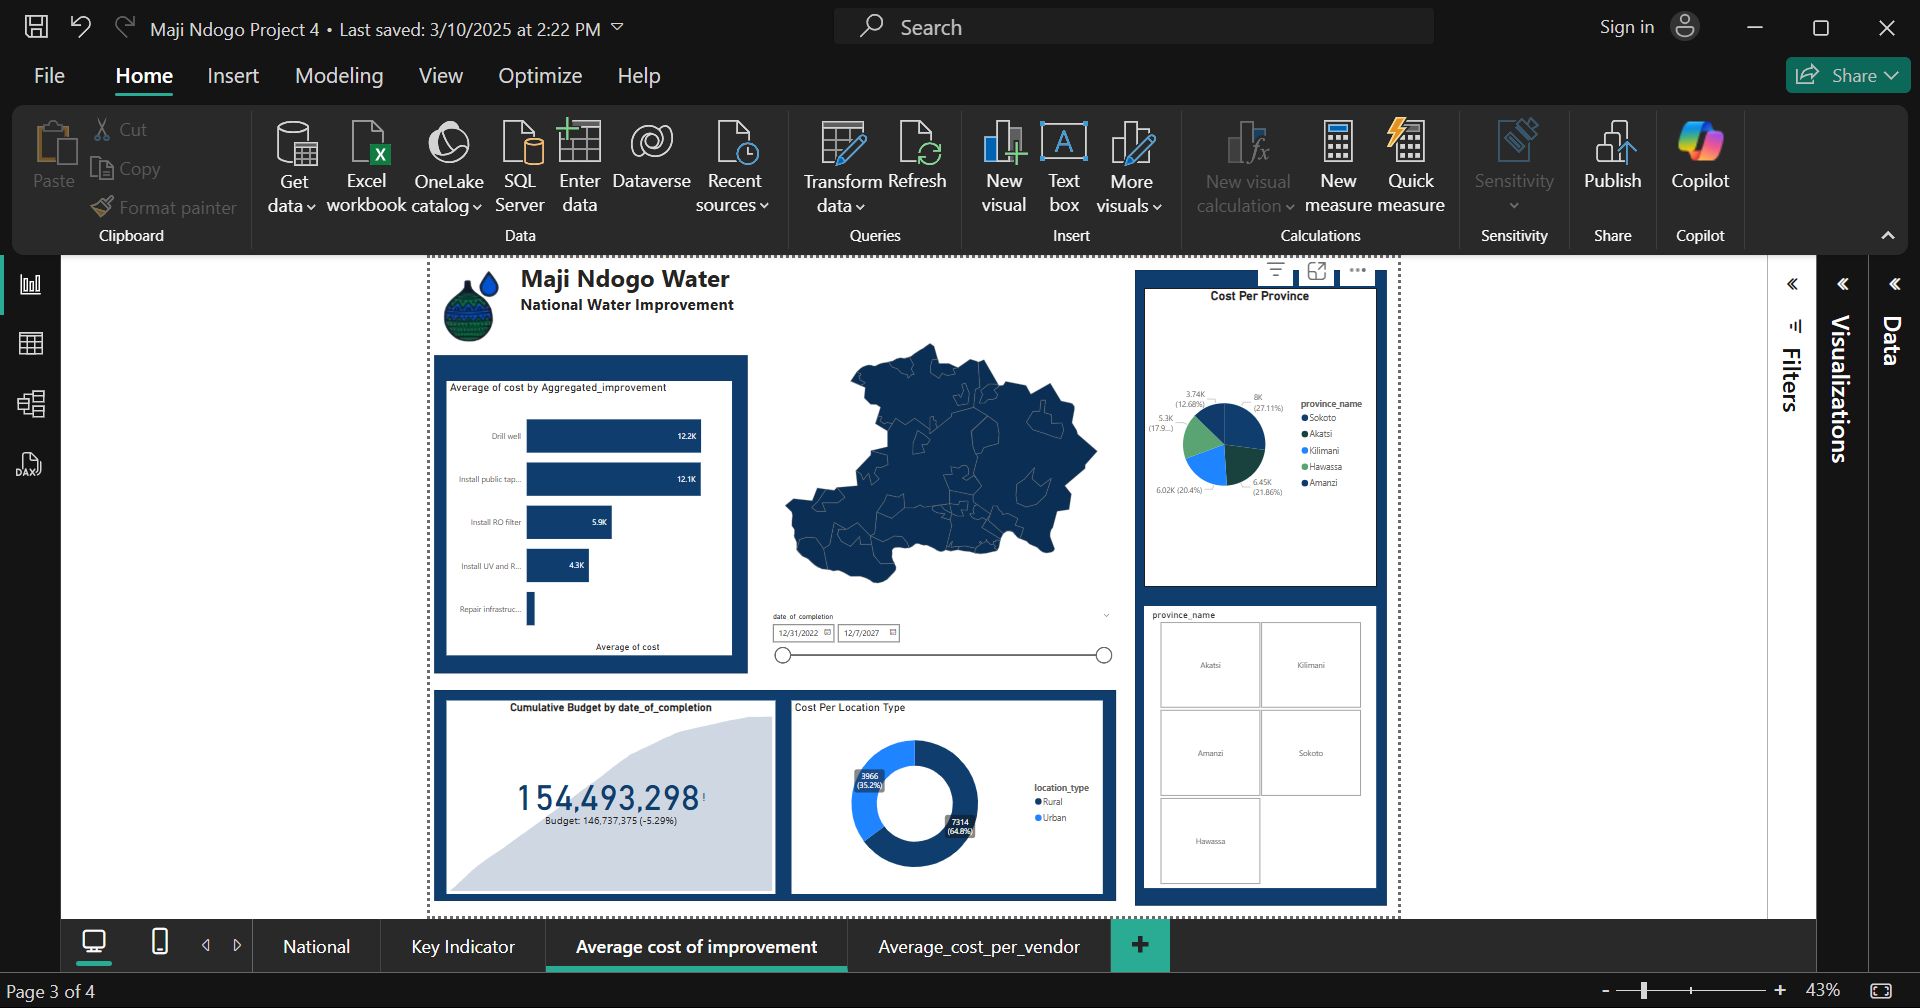 Maji Ndogo Project 4 • Last saved: 3/10/2025 at 2:22 PM
Search
Sign in
File
Home
Insert
Modeling
View
Optimize
Help
Share
Paste
Cut
Copy
Format painter
Clipboard
Get data
Excel workbook
OneLake catalog
SQL Server
Enter data
Dataverse
Recent sources
Data
Transform data
Refresh
Queries
New visual
Text box
More visuals
Insert
New visual calculation
New measure
Quick measure
Calculations
Sensitivity
Sensitivity
Publish
Share
Copilot
Copilot
DAX
Maji Ndogo Water
National Water Improvement
Average of cost by Aggregated_improvement
Drill well
12.2K
Install public tap...
12.1K
Install RO filter
5.9K
Install UV and R...
4.3K
Repair infrastruc...
Average of cost
date_of_completion
12/31/2022
12/7/2027
Cost Per Province
3.74K
(12.68%)
8K
(27.11%)
5.3K
(17.9...)
6.02K (20.4%)
6.45K
(21.86%)
province_name
Sokoto
Akatsi
Kilimani
Hawassa
Amanzi
province_name
Akatsi
Kilimani
Amanzi
Sokoto
Hawassa
Cumulative Budget by date_of_completion
154,493,298!
Budget: 146,737,375 (-5.29%)
Cost Per Location Type
3966
(35.2%)
7314
(64.8%)
location_type
Rural
Urban
Filters
Visualizations
Data
National
Key Indicator
Average cost of improvement
Average_cost_per_vendor
+
Page 3 of 4
- + 43%